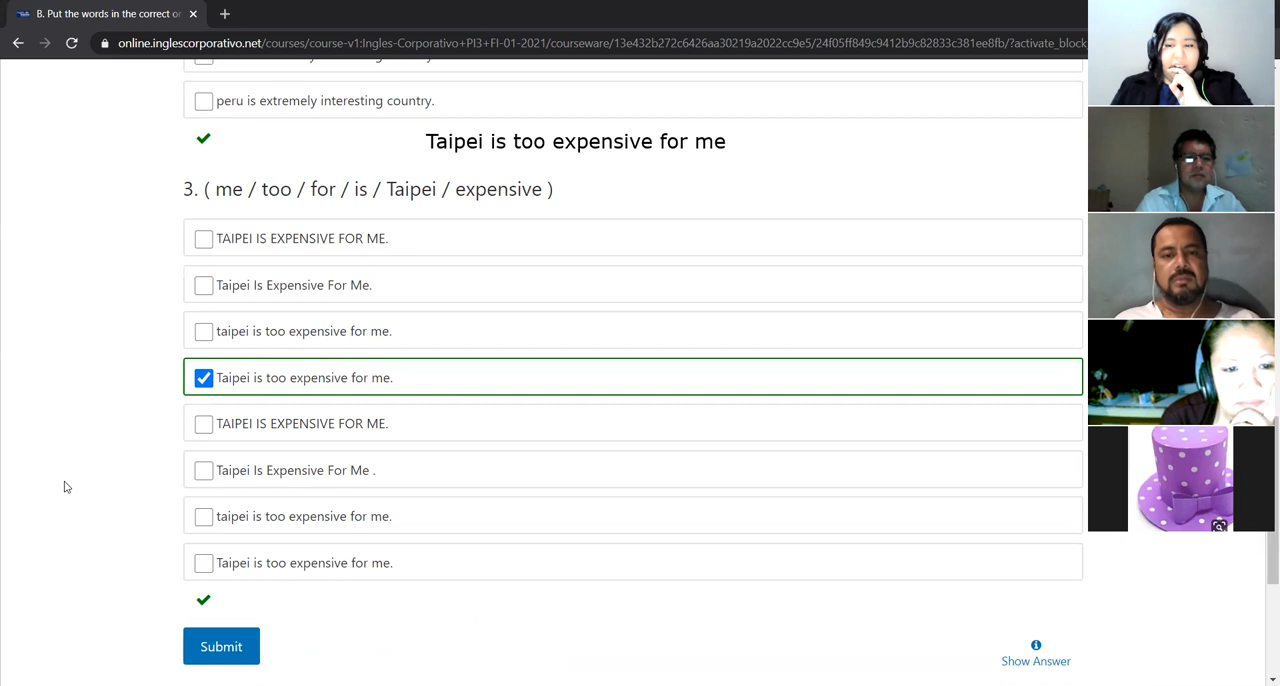 B. Put the words in the correct or
online.inglescorporativo.net/courses/course-v1:Ingles-Corporativo+PI3+FI-01-2021/courseware/13e432b272c6426aa30219a2022cc9e5/24f05ff849c9412b9c82833c381ee8fb/?activate_block
peru is extremely interesting country.
Taipei is too expensive for me
3. ( me / too / for / is / Taipei / expensive )
TAIPEI IS EXPENSIVE FOR ME.
Taipei Is Expensive For Me.
taipei is too expensive for me.
Taipei is too expensive for me.
TAIPEI IS EXPENSIVE FOR ME.
Taipei Is Expensive For Me .
taipei is too expensive for me.
Taipei is too expensive for me.
Submit
Show Answer